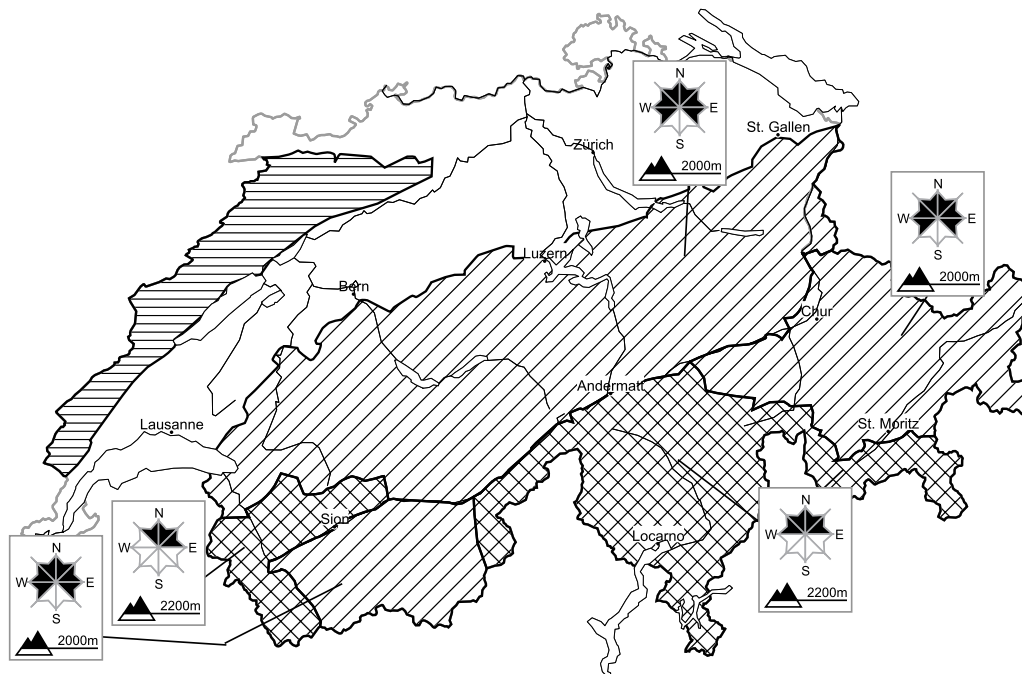 N
W E
S
2000m
St. Gallen
Zürich
N
W E
S
2000m
Luzern
Bern
Chur
Andermatt
Lausanne
St. Moritz
N
W E
S
2200m
Sion
N
W E
S
2200m
Locarno
N
W E
S
2000m